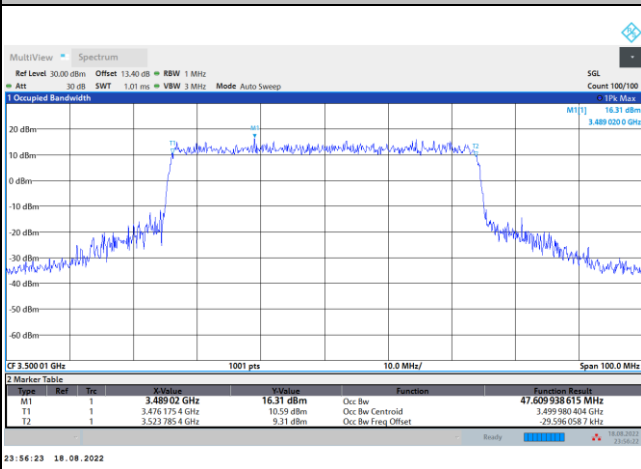 MultiView Spectrum
Ref Level 30.00 dBm Offset 13.40 dB RBW 1 MHz SGL
Att 30 dB SWT 1.01 ms VBW 3 MHz Mode Auto Sweep Count 100/100
1 Occupied Bandwidth 1Pk Max
M1[1] 16.31 dBm
3.489 020 0 GHz
M1
20 dBm
T1 T2
10 dBm
0 dBm
-10 dBm
-20 dBm
-30 dBm
-40 dBm
-50 dBm
-60 dBm
CF 3.500 01 GHz 1001 pts 10.0 MHz/ Span 100.0 MHz
2 Marker Table
Type Ref Trc X-Value Y-Value Function Function Result
M1 1 3.489 02 GHz 16.31 dBm Occ Bw 47.609 938 615 MHz
T1 1 3.476 175 4 GHz 10.59 dBm Occ Bw Centroid 3.499 980 404 GHz
T2 1 3.523 785 4 GHz 9.31 dBm Occ Bw Freq Offset -29.596 058 7 kHz
Ready 18.08.2022
23:56:22
23:56:23 18.08.2022